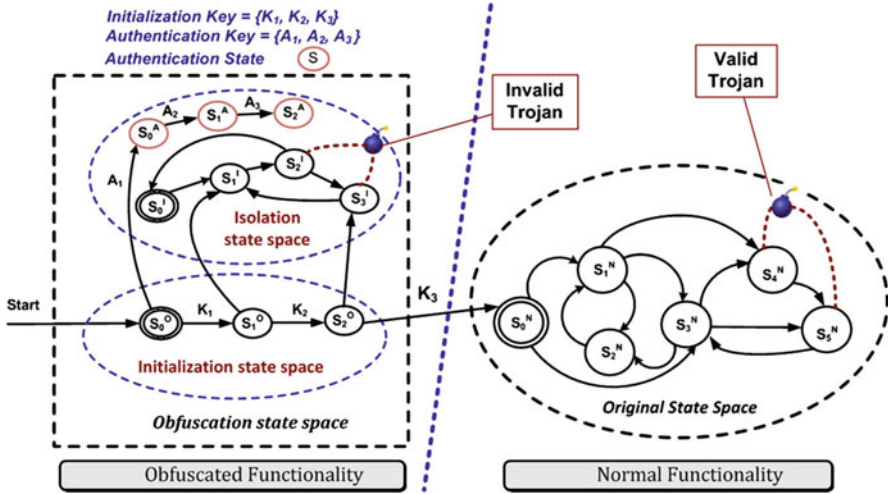 Initialization Key = {K₁, K₂, K₃}
Authentication Key = {A₁, A₂, A₃}
Authentication State S
Invalid
Trojan
Valid
Trojan
A₂
A₃
S₀ᴬ
S₁ᴬ
S₂ᴬ
A₁
S₀ᴵ
S₁ᴵ
S₂ᴵ
S₃ᴵ
Isolation
state space
Start
S₀ᴼ
K₁
S₁ᴼ
K₂
S₂ᴼ
K₃
Initialization state space
Obfuscation state space
S₀ᴺ
S₁ᴺ
S₂ᴺ
S₃ᴺ
S₄ᴺ
S₅ᴺ
Original State Space
Obfuscated Functionality
Normal Functionality